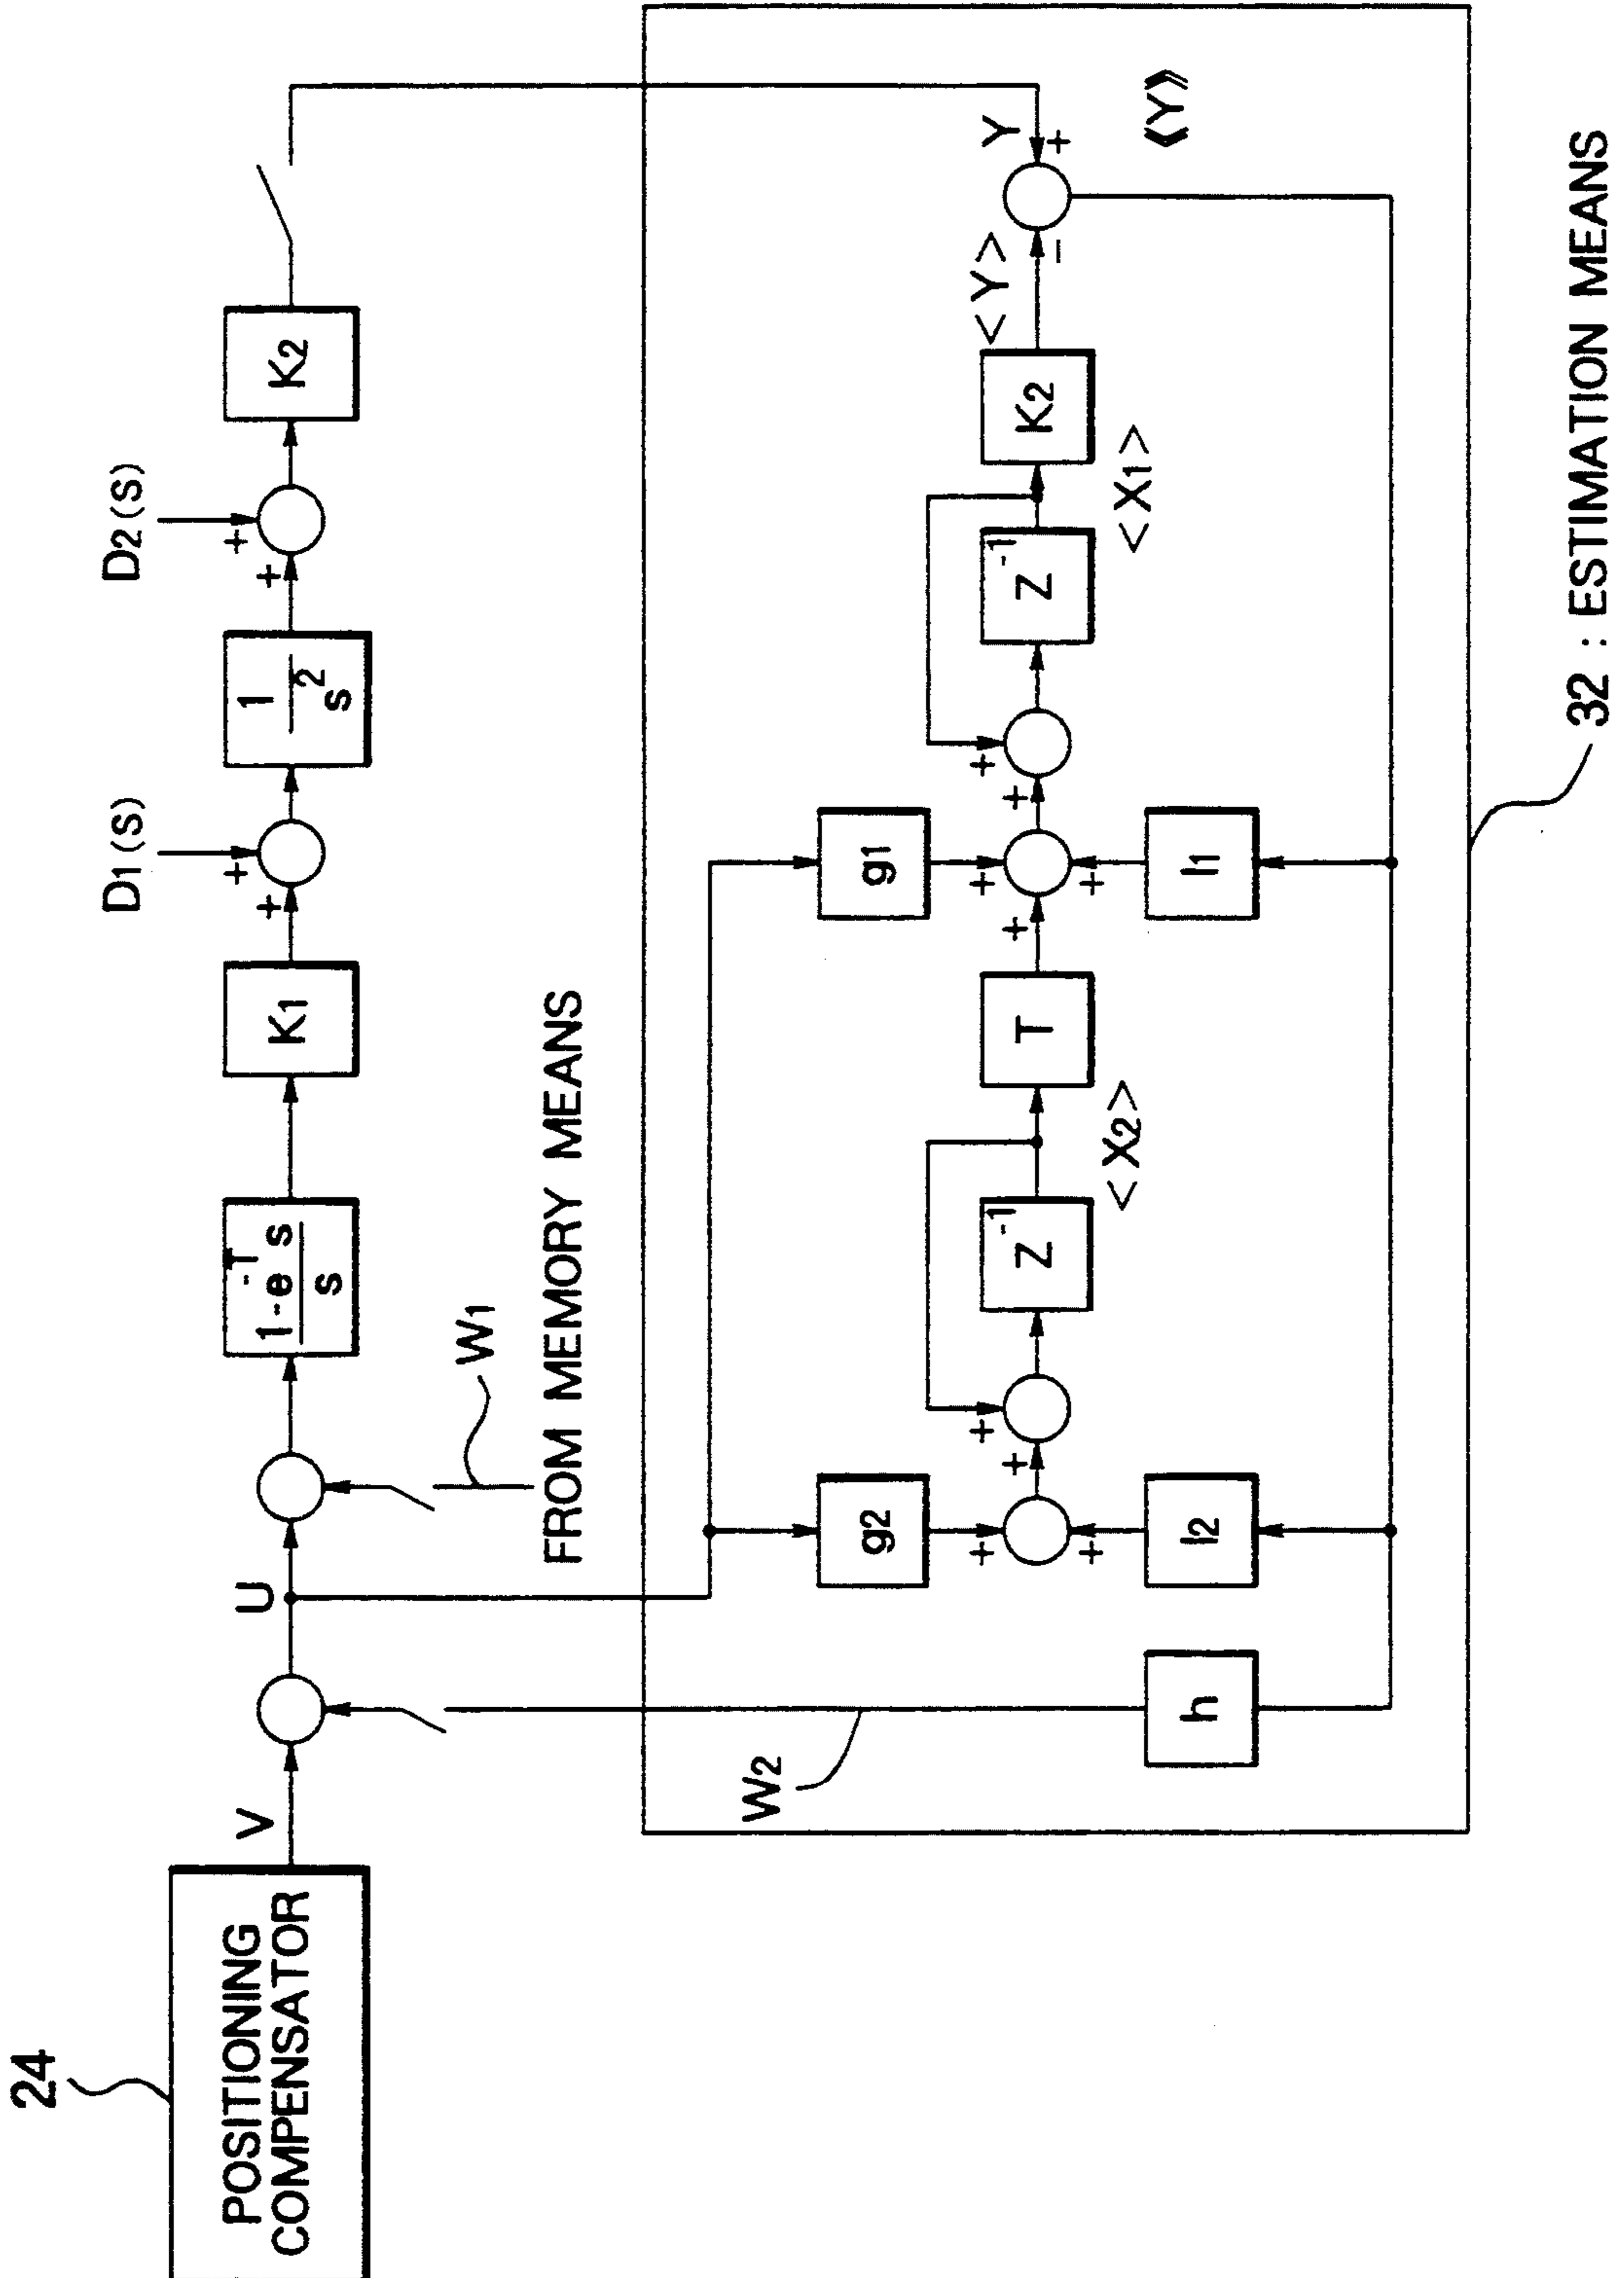 24
POSITIONING
COMPENSATOR
V
U
W1
FROM MEMORY MEANS
1-e-Ts
s
K1
D1(S)
+
+
1
s2
D2(S)
+
+
K2
W2
h
g2
l2
+
+
+
+
Z-1
<X2>
T
g1
l1
+
+
+
+
+
Z-1
<X1>
K2
<Y>
-
Y
+
《Y》
32 : ESTIMATION MEANS